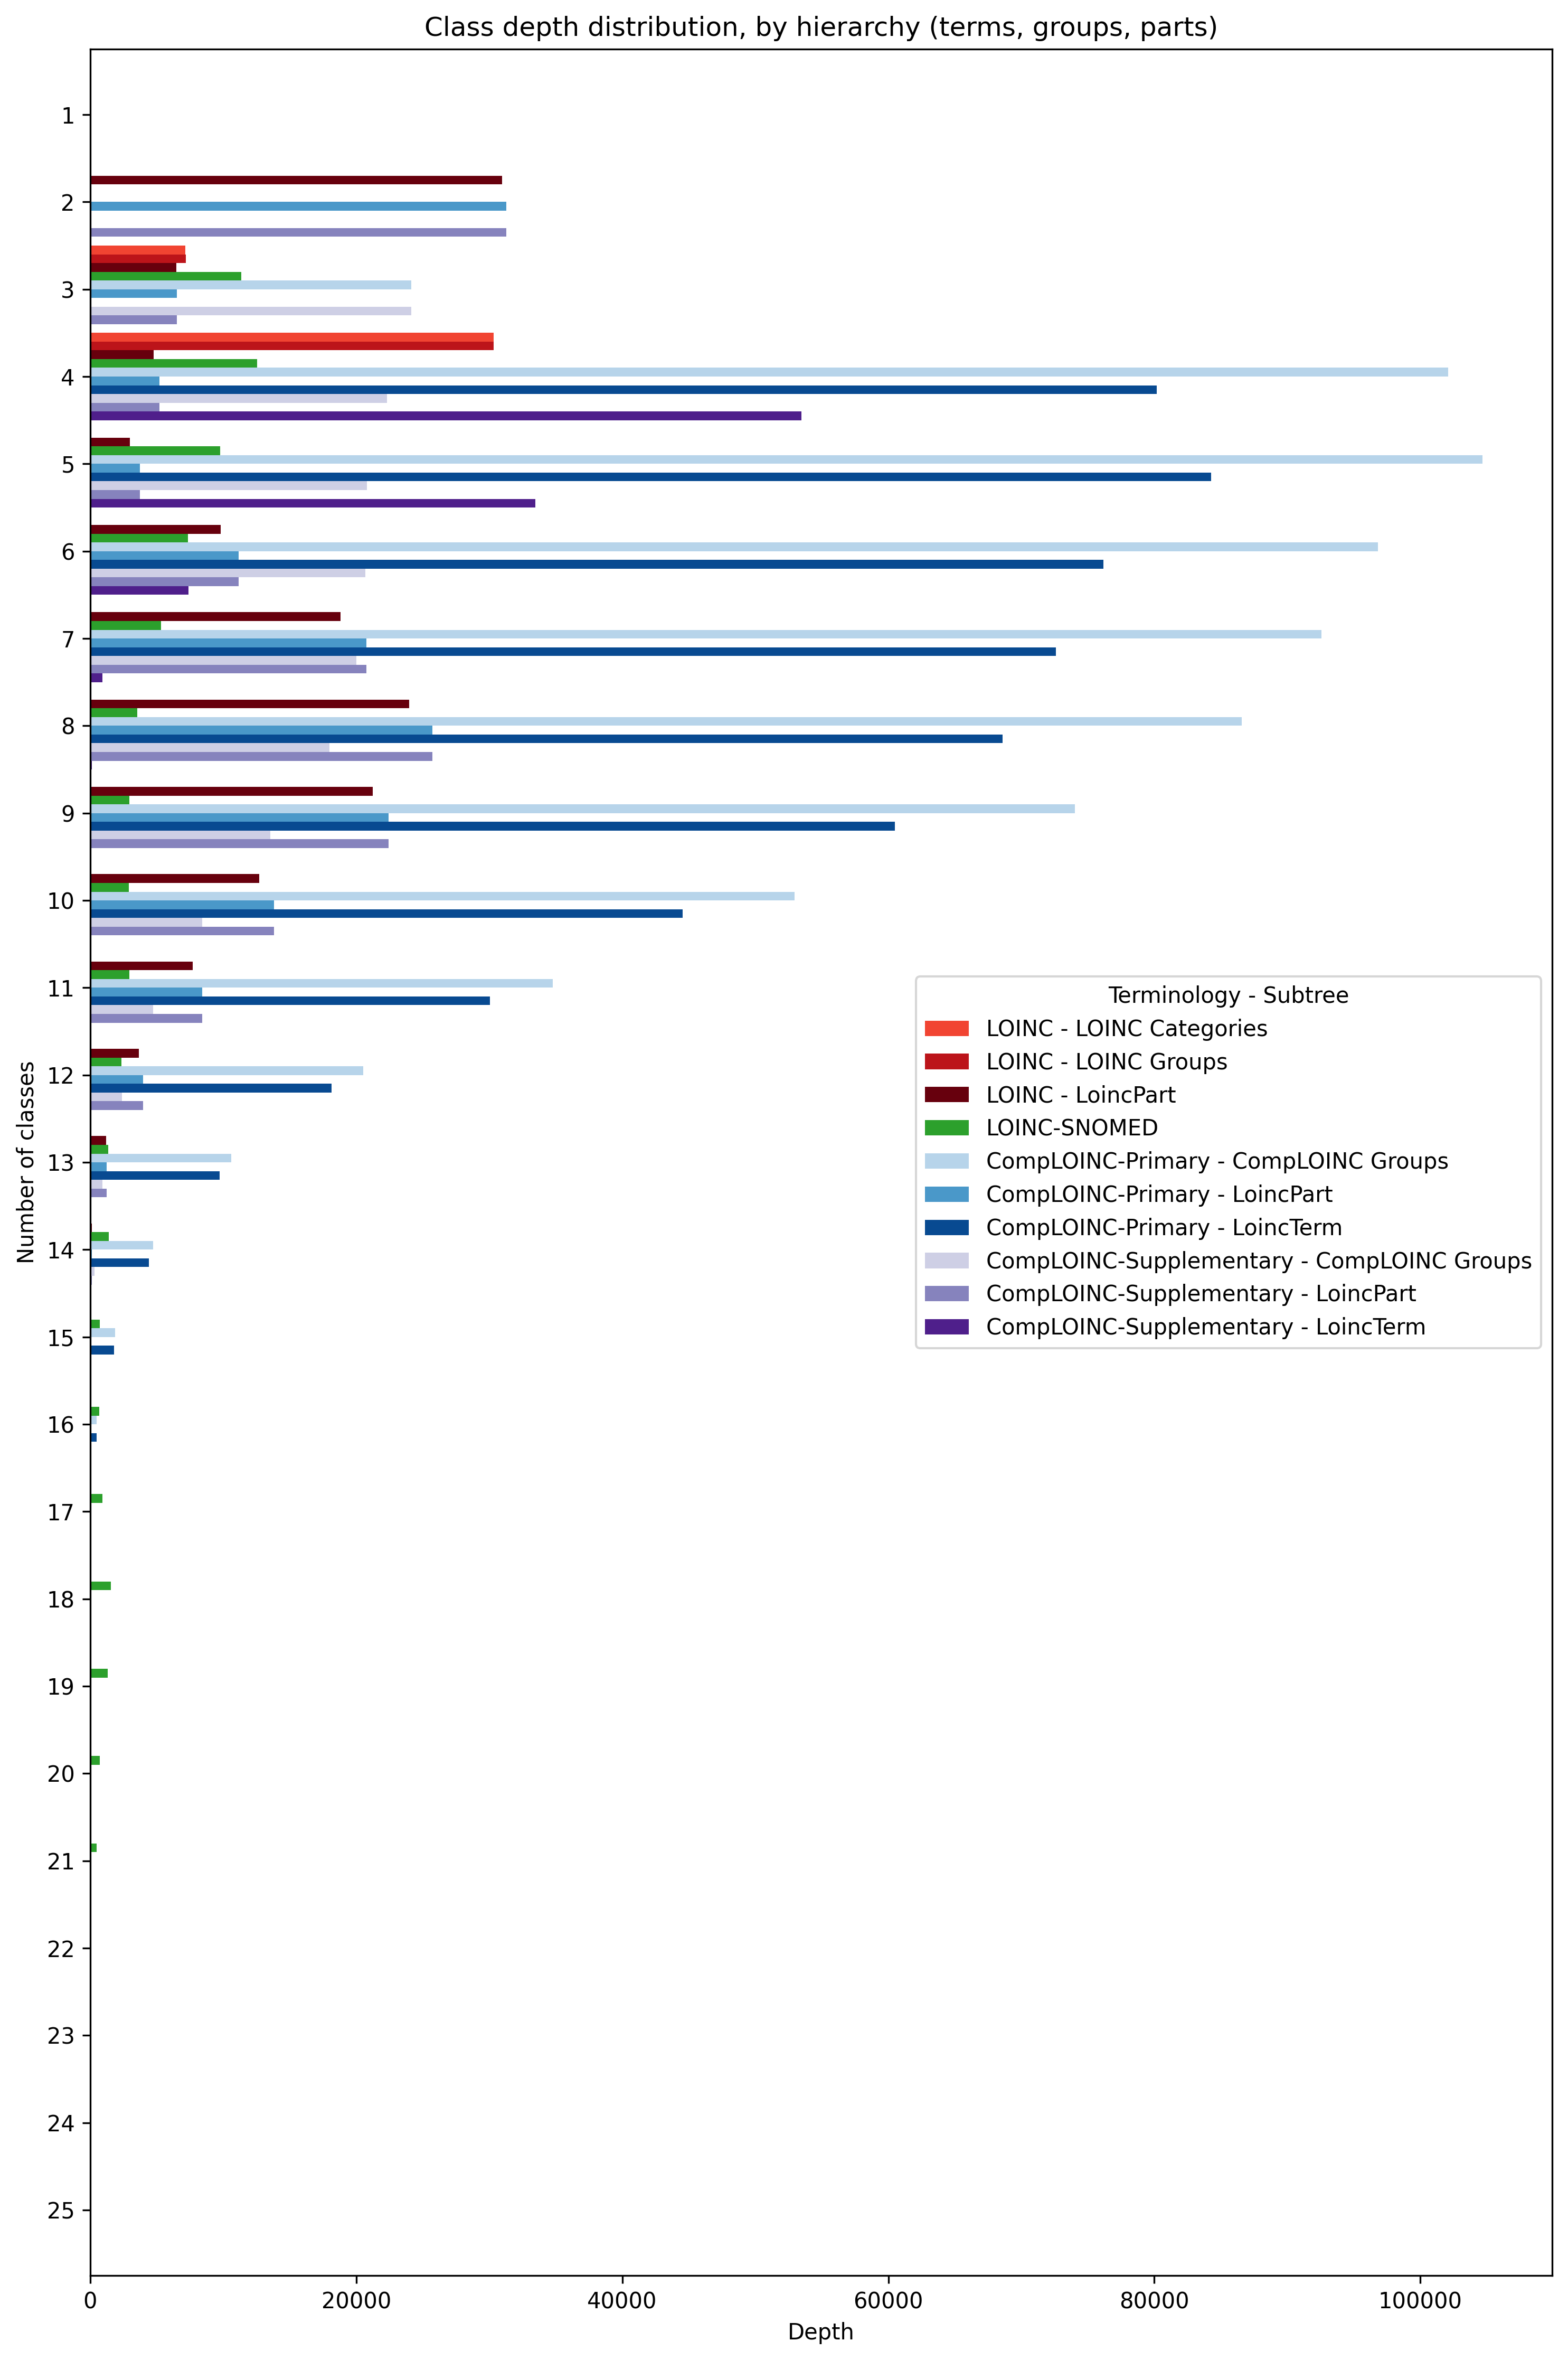 Class depth distribution, by hierarchy (terms, groups, parts)
Number of classes
1
2
3
4
5
6
7
8
9
10
11
12
13
14
15
16
17
18
19
20
21
22
23
24
25
Terminology - Subtree
LOINC - LOINC Categories
LOINC - LOINC Groups
LOINC - LoincPart
LOINC-SNOMED
CompLOINC-Primary - CompLOINC Groups
CompLOINC-Primary - LoincPart
CompLOINC-Primary - LoincTerm
CompLOINC-Supplementary - CompLOINC Groups
CompLOINC-Supplementary - LoincPart
CompLOINC-Supplementary - LoincTerm
0 20000 40000 60000 80000 100000
Depth